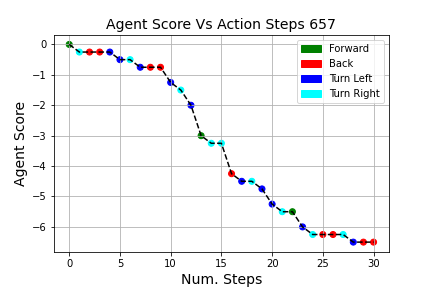 Agent Score Vs Action Steps 657
Forward
Back
Turn Left
Turn Right
Agent Score
0
−1
−2
−3
−4
−5
−6
0 5 10 15 20 25 30
Num. Steps